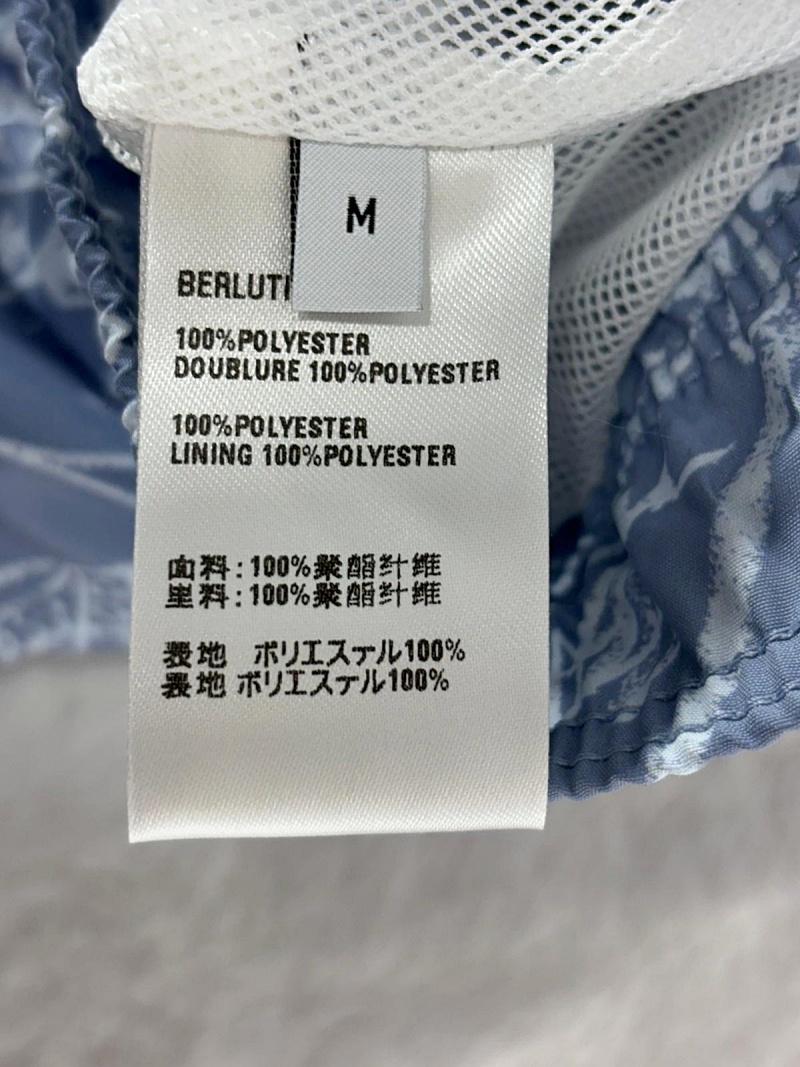 M
BERLUTI
100%POLYESTER
DOUBLURE 100%POLYESTER
100%POLYESTER
LINING 100%POLYESTER
面料:100%聚酯纤维
里料:100%聚酯纤维
表地 ポリエステル100%
裏地 ポリエステル100%